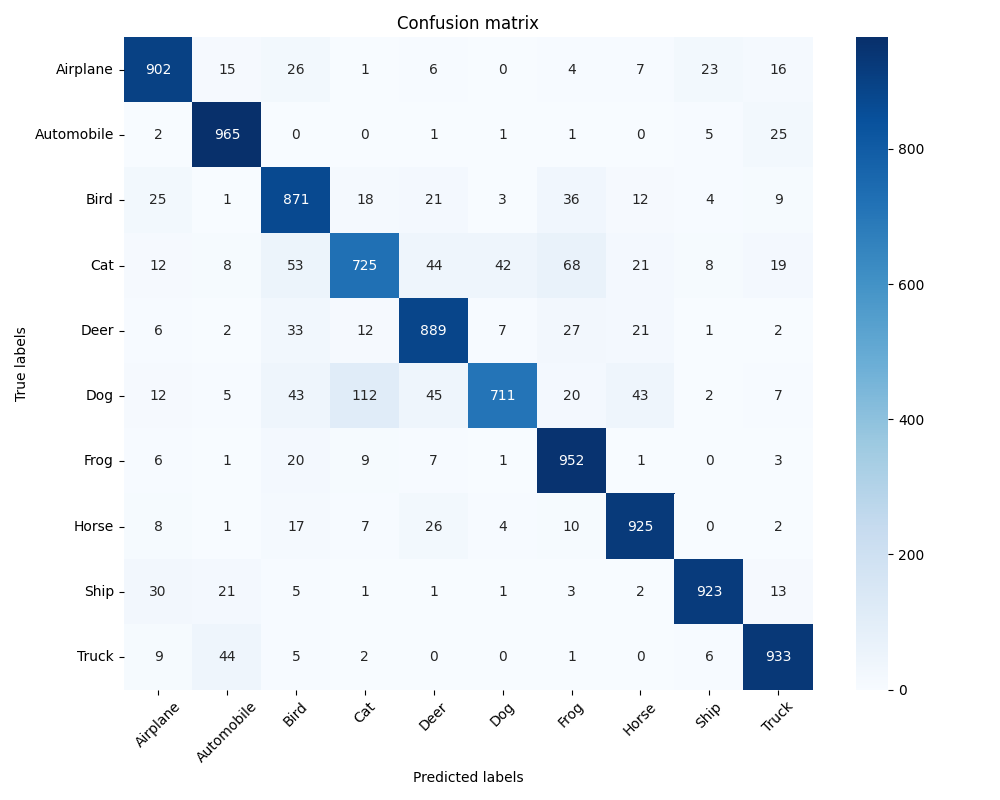 Confusion matrix
Airplane 902 15 26 1 6 0 4 7 23 16
Automobile 2 965 0 0 1 1 1 0 5 25
Bird 25 1 871 18 21 3 36 12 4 9
Cat 12 8 53 725 44 42 68 21 8 19
Deer 6 2 33 12 889 7 27 21 1 2
Dog 12 5 43 112 45 711 20 43 2 7
Frog 6 1 20 9 7 1 952 1 0 3
Horse 8 1 17 7 26 4 10 925 0 2
Ship 30 21 5 1 1 1 3 2 923 13
Truck 9 44 5 2 0 0 1 0 6 933
Airplane Automobile Bird Cat Deer Dog Frog Horse Ship Truck
Predicted labels
True labels
800
600
400
200
0